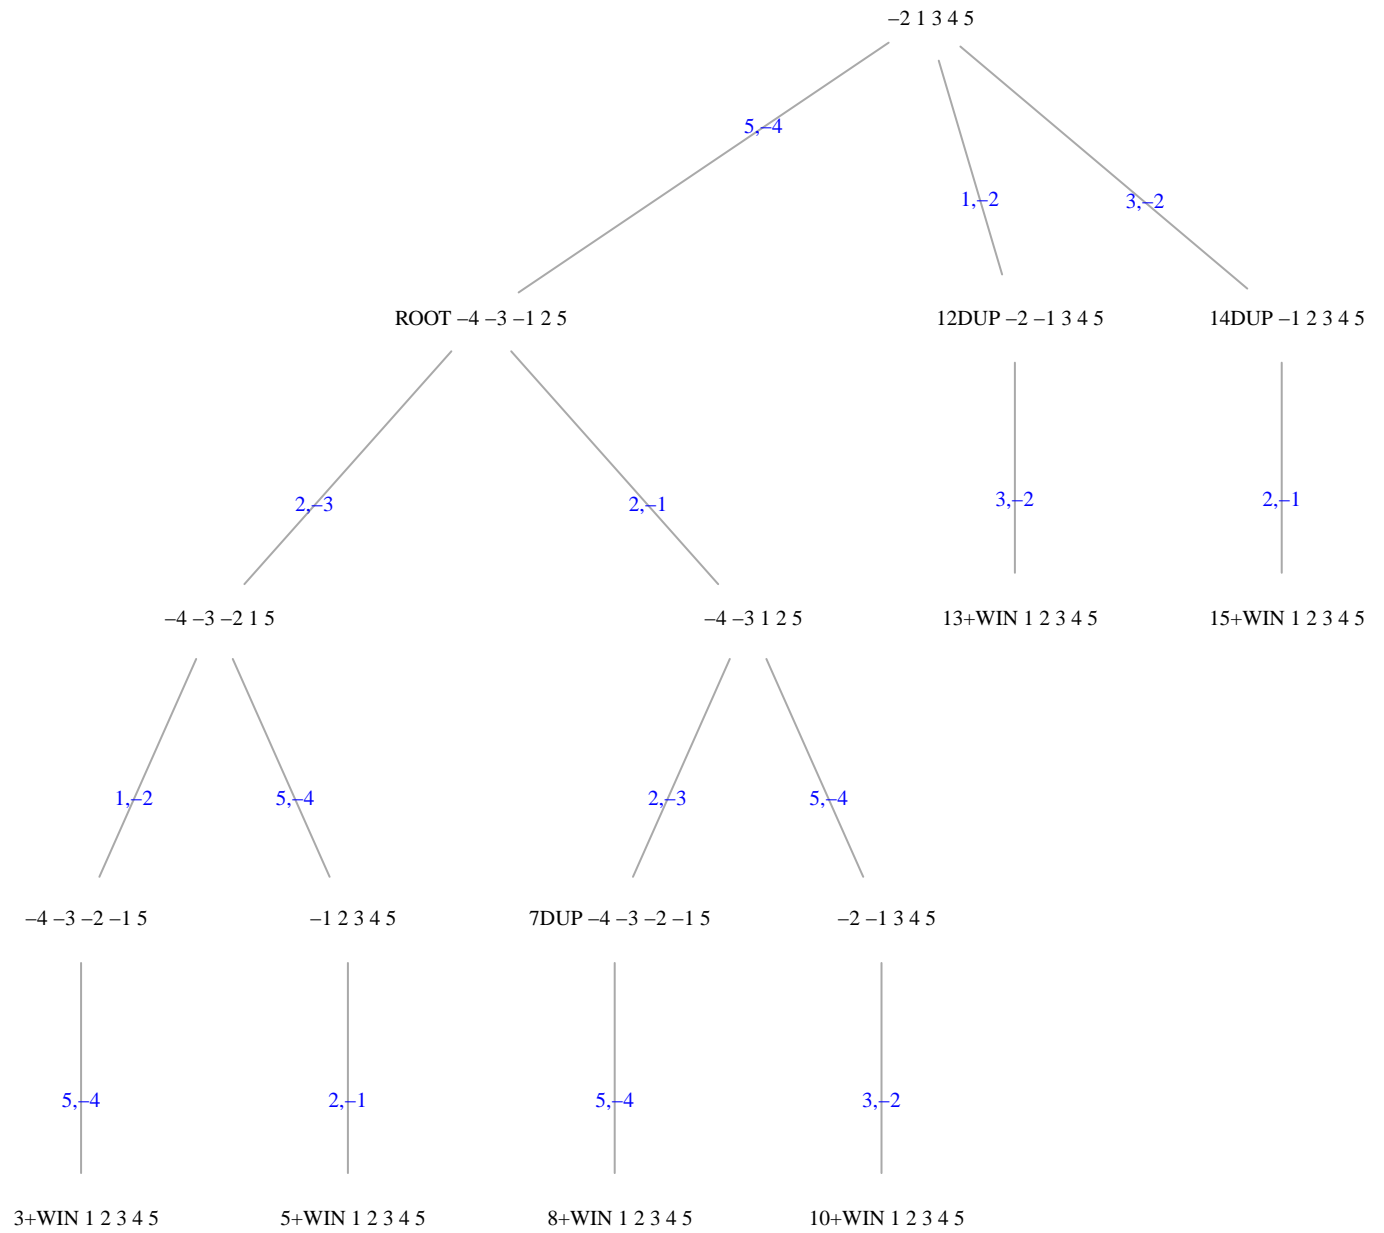 −2 1 3 4 5
5,−4
1,−2
3,−2
ROOT −4 −3 −1 2 5
12DUP −2 −1 3 4 5
14DUP −1 2 3 4 5
2,−3
2,−1
3,−2
2,−1
−4 −3 −2 1 5
−4 −3 1 2 5
13+WIN 1 2 3 4 5
15+WIN 1 2 3 4 5
1,−2
5,−4
2,−3
5,−4
−4 −3 −2 −1 5
−1 2 3 4 5
7DUP −4 −3 −2 −1 5
−2 −1 3 4 5
5,−4
2,−1
5,−4
3,−2
3+WIN 1 2 3 4 5
5+WIN 1 2 3 4 5
8+WIN 1 2 3 4 5
10+WIN 1 2 3 4 5